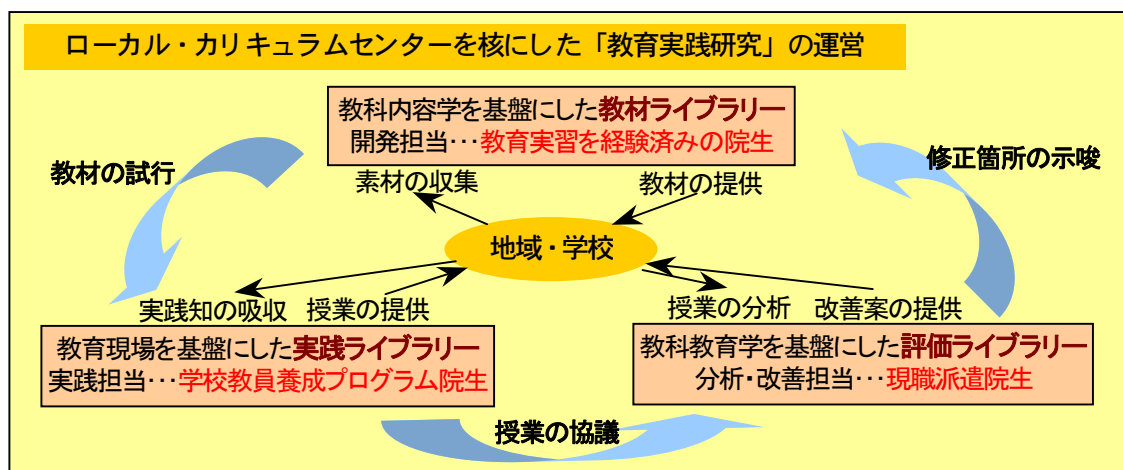 ローカル・カリキュラムセンターを核にした「教育実践研究」の運営
教科内容学を基盤にした教材ライブラリー
開発担当…教育実習を経験済みの院生
教材の試行
修正箇所の示唆
素材の収集
教材の提供
地域・学校
実践知の吸収
授業の提供
授業の分析
改善案の提供
教育現場を基盤にした実践ライブラリー
実践担当…学校教員養成プログラム院生
教科教育学を基盤にした評価ライブラリー
分析・改善担当…現職派遣院生
授業の協議